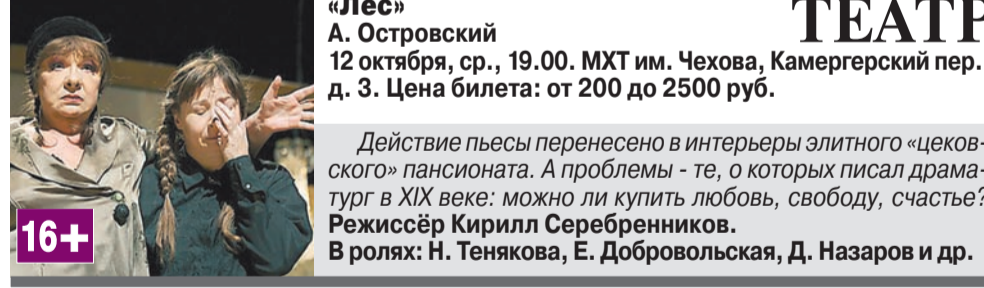 «Лес»
ТЕАТР
А. Островский
12 октября, ср., 19.00. МХТ им. Чехова, Камергерский пер.
д. 3. Цена билета: от 200 до 2500 руб.
Действие пьесы перенесено в интерьеры элитного «цеков-
ского» пансионата. А проблемы - те, о которых писал драма-
тург в XIX веке: можно ли купить любовь, свободу, счастье?
Режиссёр Кирилл Серебренников.
В ролях: Н. Тенякова, Е. Добровольская, Д. Назаров и др.
16+